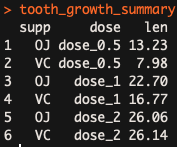 > tooth_growth_summary
supp dose len
1 OJ dose_0.5 13.23
2 VC dose_0.5 7.98
3 OJ dose_1 22.70
4 VC dose_1 16.77
5 OJ dose_2 26.06
6 VC dose_2 26.14